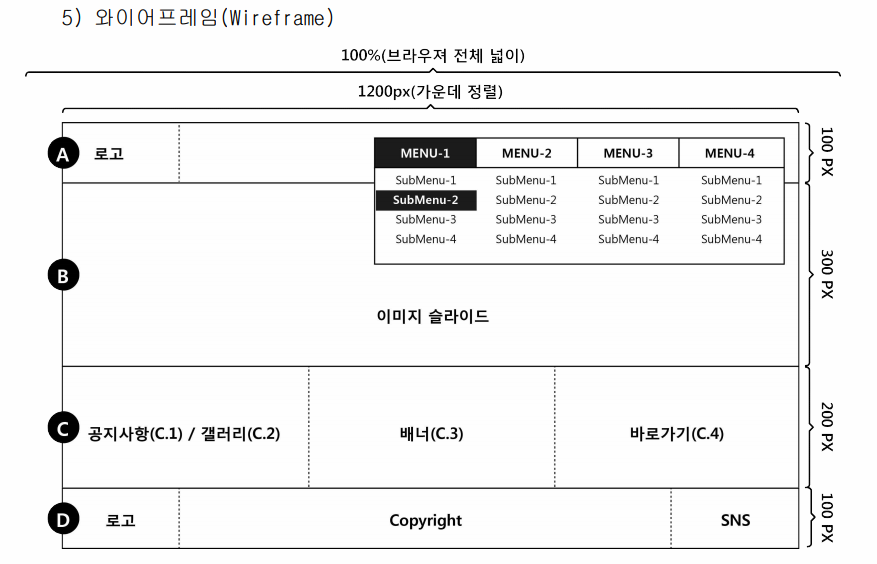 5) 와이어프레임(Wireframe)
100%(브라우져 전체 넓이)
1200px(가운데 정렬)
A 로고 MENU-1 MENU-2 MENU-3 MENU-4 100 PX
SubMenu-1 SubMenu-1 SubMenu-1 SubMenu-1
SubMenu-2 SubMenu-2 SubMenu-2 SubMenu-2
SubMenu-3 SubMenu-3 SubMenu-3 SubMenu-3
SubMenu-4 SubMenu-4 SubMenu-4 SubMenu-4
B 300 PX
이미지 슬라이드
C 공지사항(C.1) / 갤러리(C.2) 배너(C.3) 바로가기(C.4) 200 PX
D 로고 Copyright SNS 100 PX